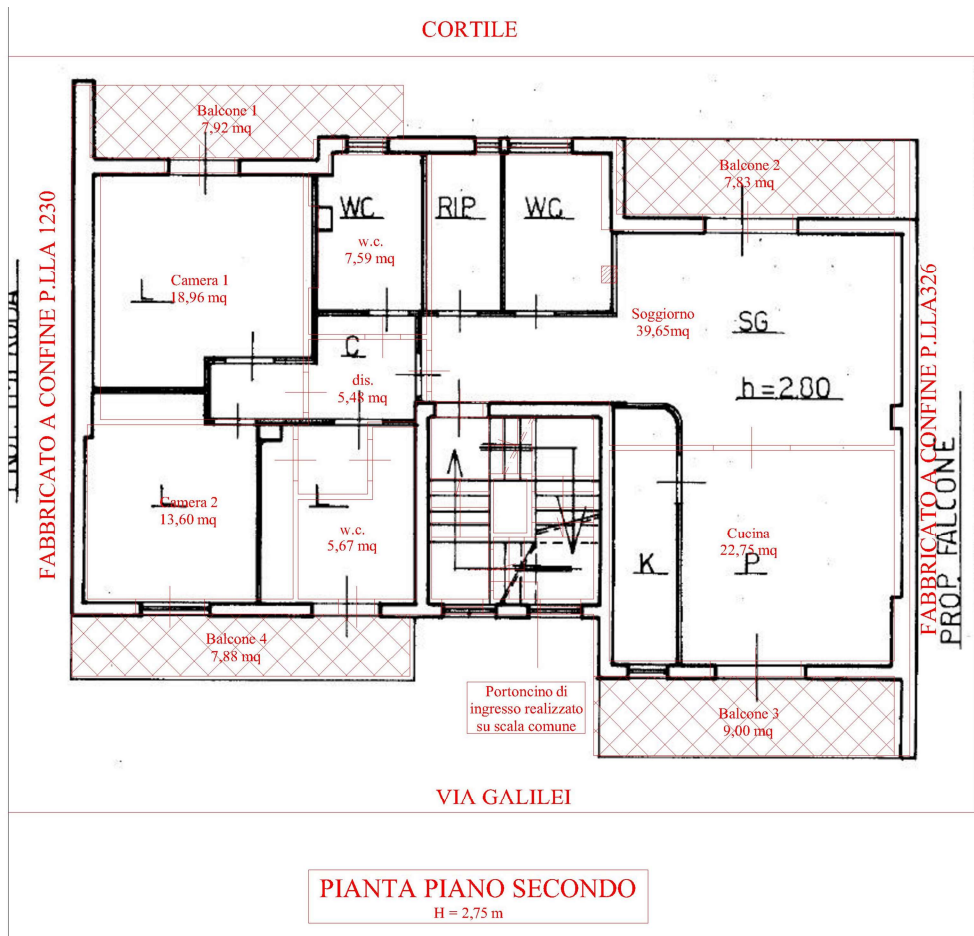 CORTILE
Balcone 1
7,92 mq
Balcone 2
7,83 mq
FABBRICATO A CONFINE P.LLA 1230
WC
RIP
WC
w.c.
7,59 mq
Camera 1
18,96 mq
L
Soggiorno
39,65mq
SG
C
dis.
5,48 mq
h=2.80
FABBRICATO A CONFINE P.LLA326
PROP. FALCONE
Camera 2
13,60 mq
L
L
w.c.
5,67 mq
Cucina
22,75mq
K
P
Balcone 4
7,88 mq
Portoncino di
ingresso realizzato
su scala comune
Balcone 3
9,00 mq
VIA GALILEI
PIANTA PIANO SECONDO
H = 2,75 m